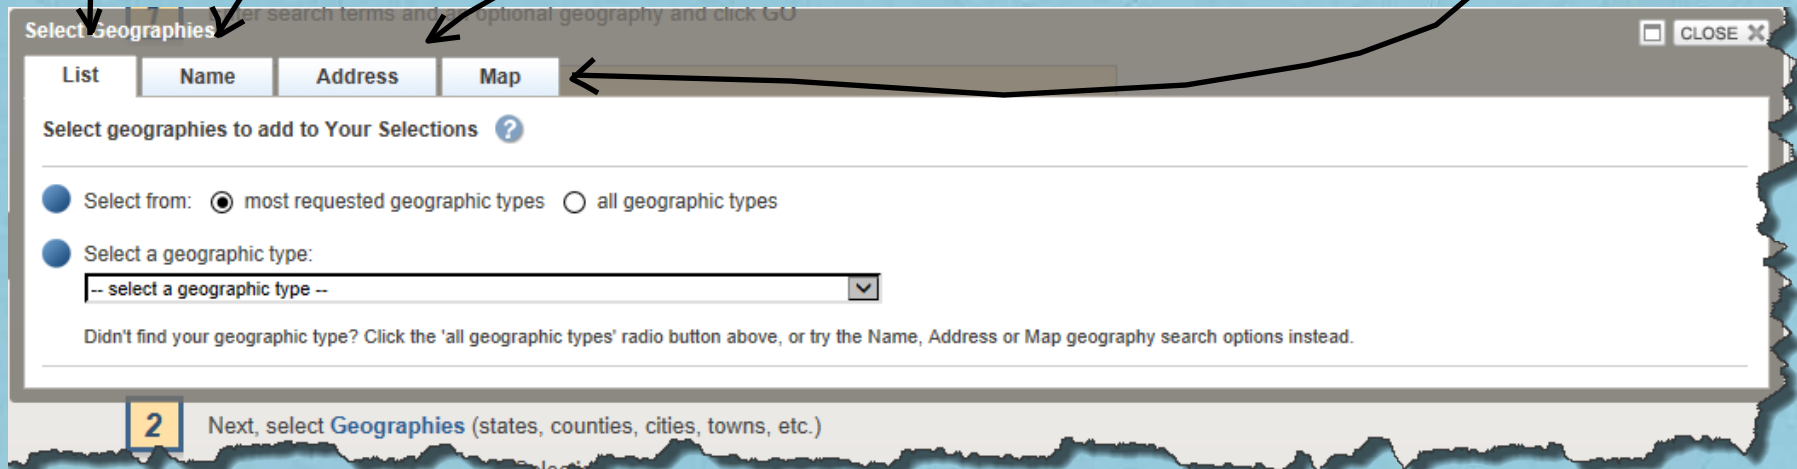 Enter search terms and an optional geography and click GO
Select Geographies
CLOSE
List Name Address Map
Select geographies to add to Your Selections ?
Select from: most requested geographic types all geographic types
Select a geographic type:
-- select a geographic type --
Didn't find your geographic type? Click the 'all geographic types' radio button above, or try the Name, Address or Map geography search options instead.
2 Next, select Geographies (states, counties, cities, towns, etc.)